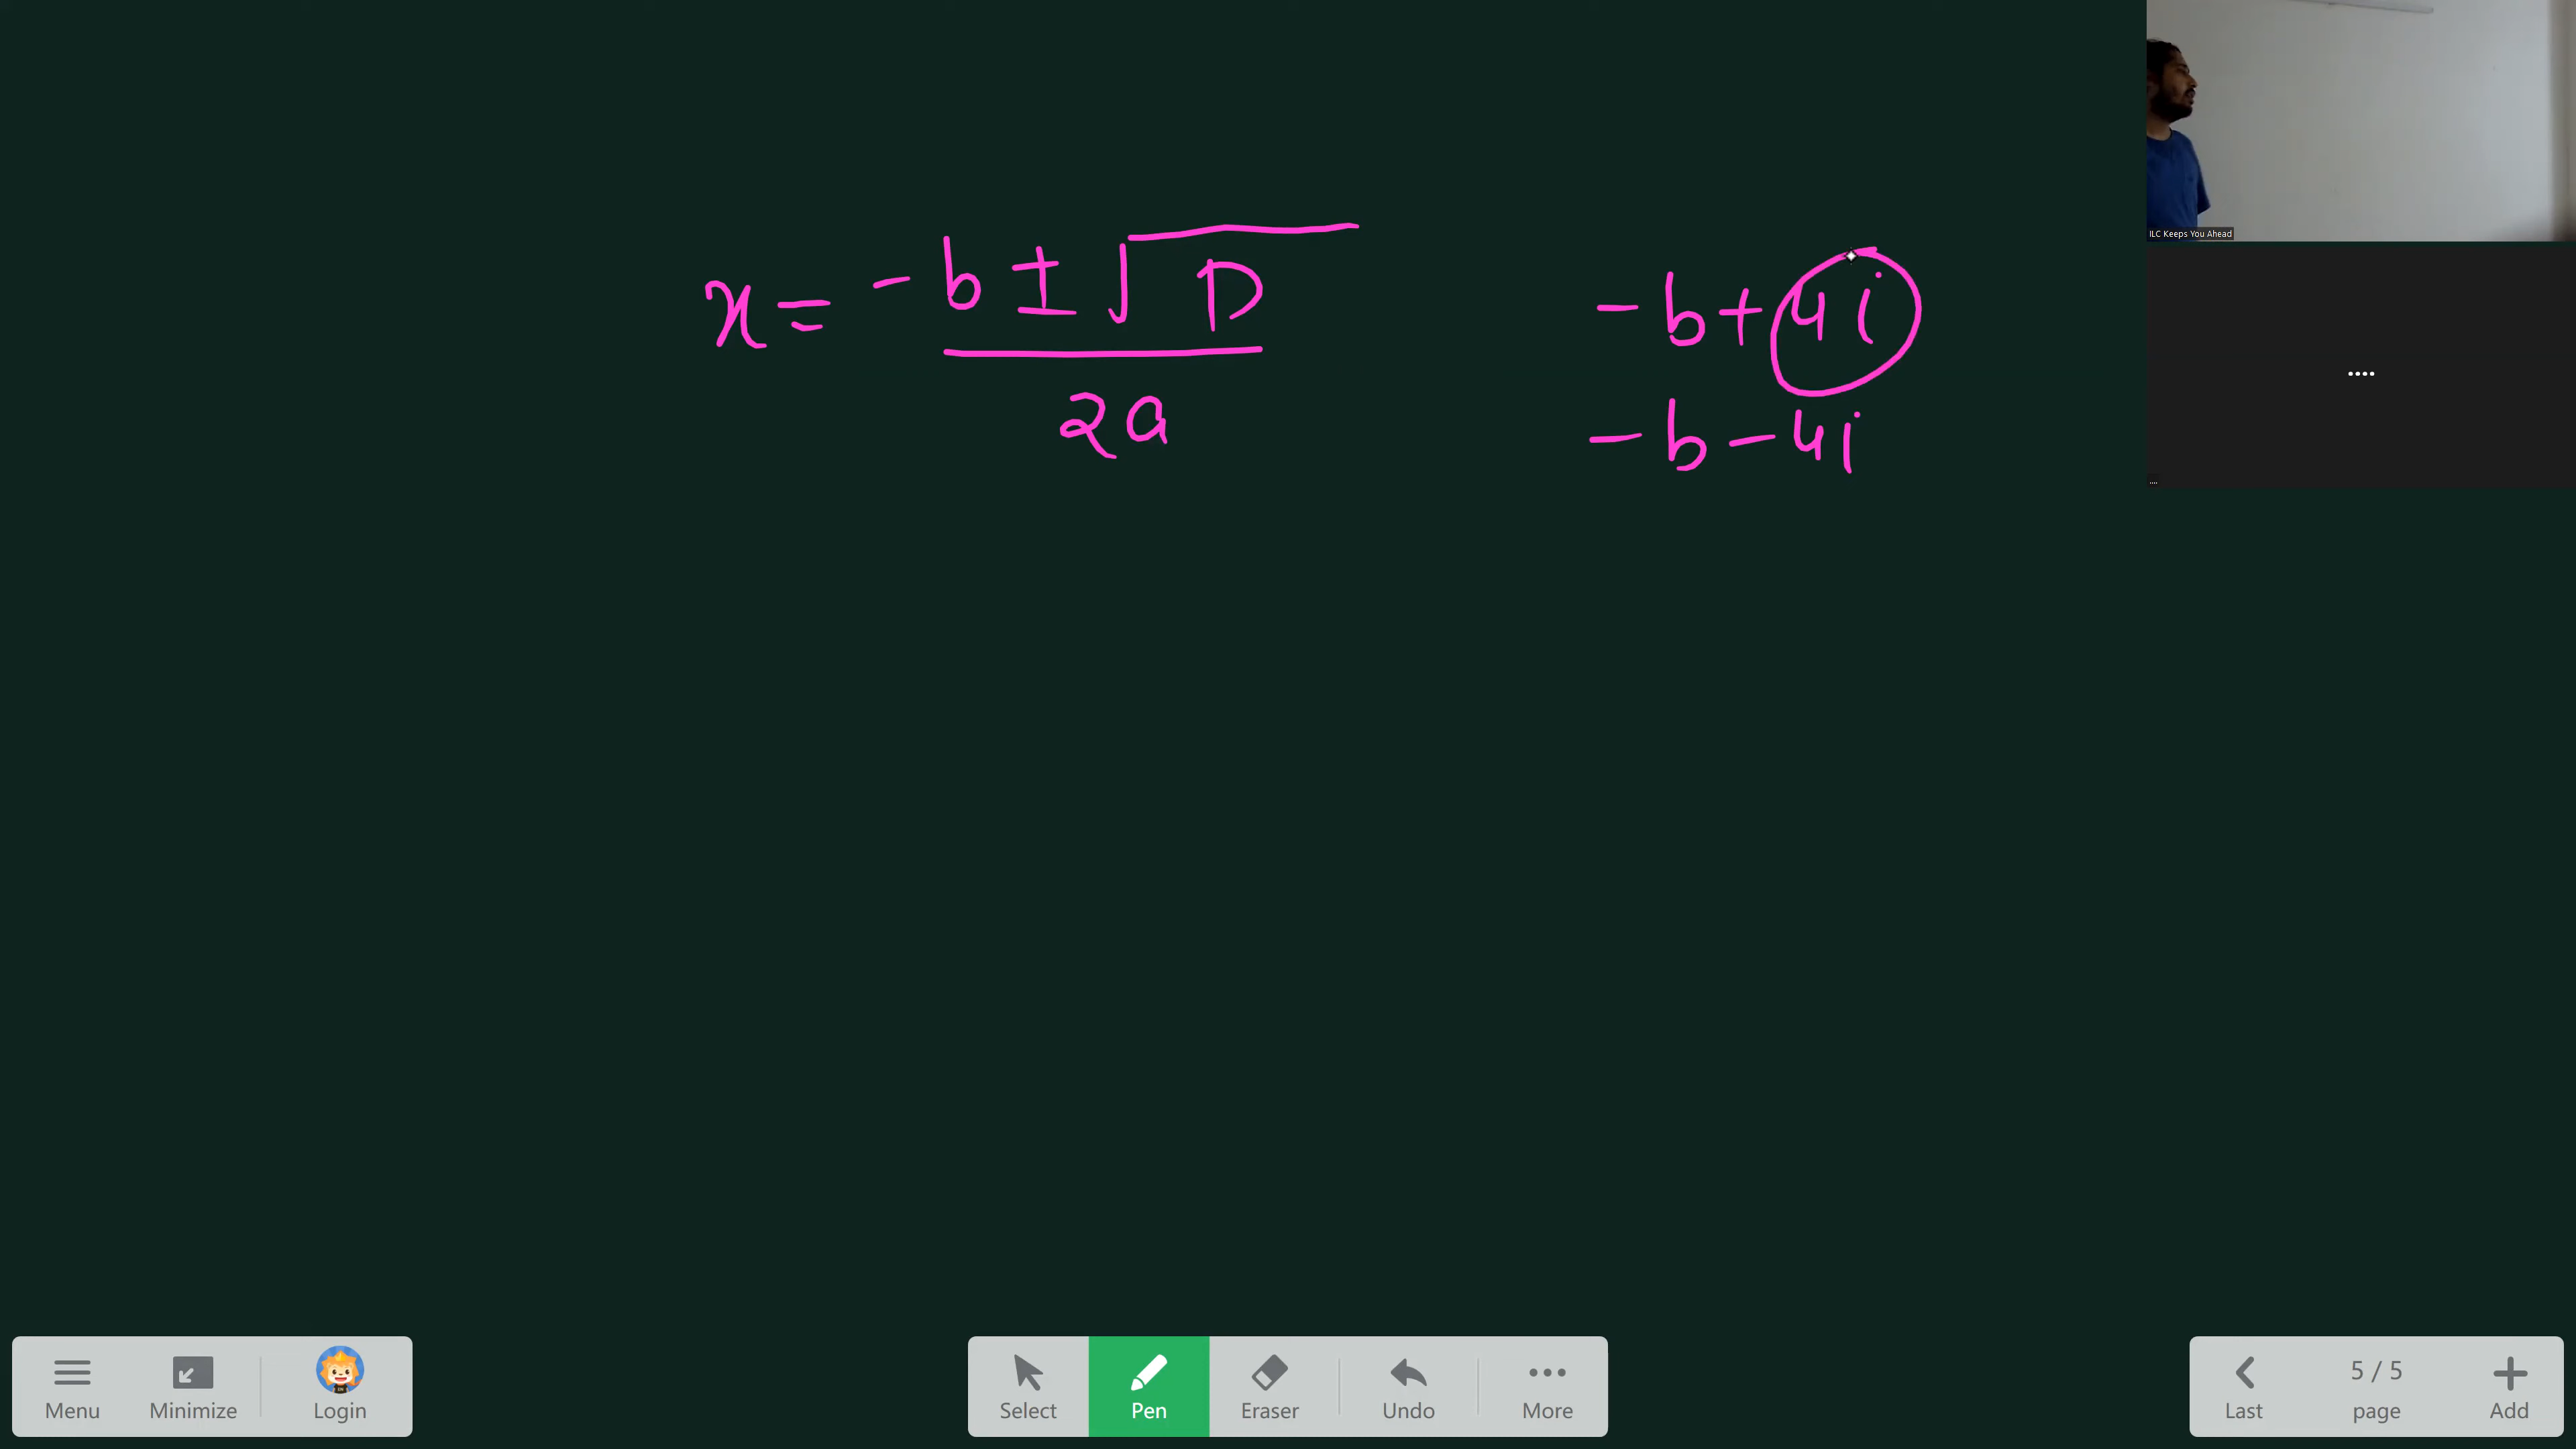 x = -b ± √D
2a
-b + 4i
-b - 4i
ILC Keeps You Ahead
....
....
Menu
Minimize
Login
Select
Pen
Eraser
Undo
More
Last
5 / 5
page
Add